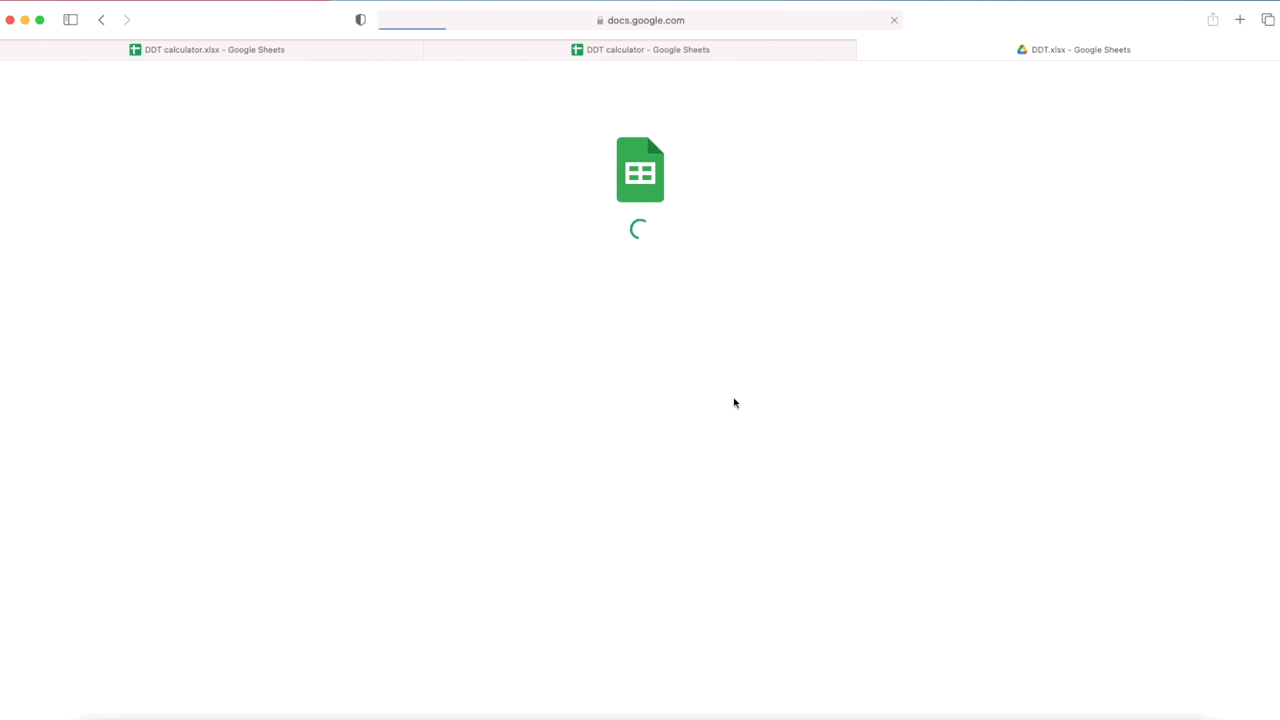 docs.google.com
DDT calculator.xlsx - Google Sheets
DDT calculator - Google Sheets
DDT.xlsx - Google Sheets